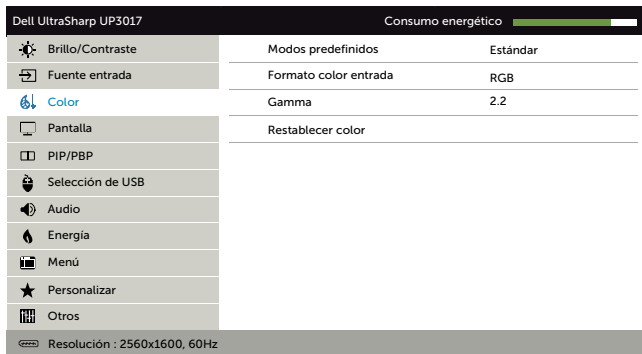 Dell UltraSharp UP3017 Consumo energético
Brillo/Contraste Modos predefinidos Estándar
Fuente entrada Formato color entrada RGB
Color Gamma 2.2
Pantalla Restablecer color
PIP/PBP
Selección de USB
Audio
Energía
Menú
Personalizar
Otros
Resolución : 2560x1600, 60Hz